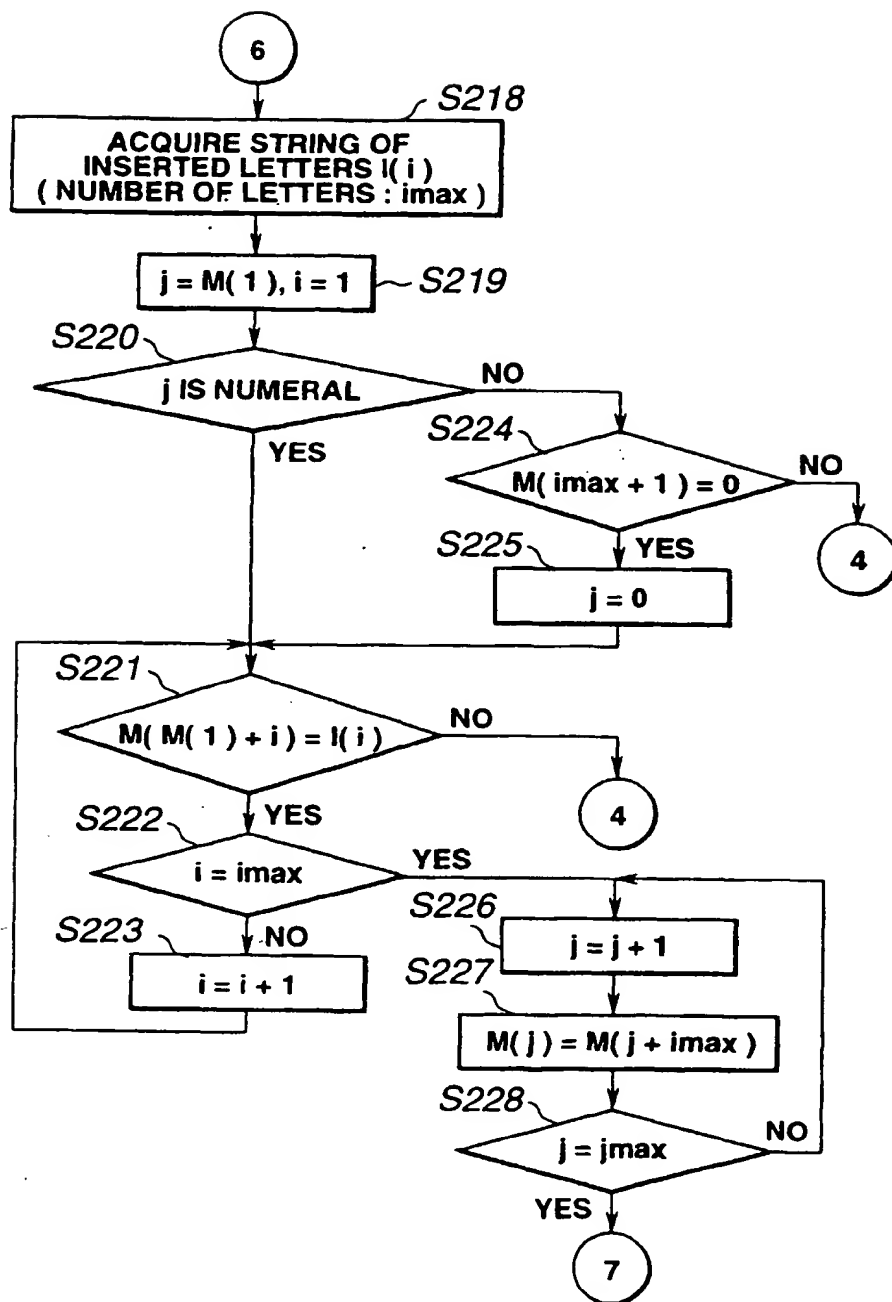 6
S218
ACQUIRE STRING OF
INSERTED LETTERS I( i )
( NUMBER OF LETTERS : imax )
j = M( 1 ), i = 1
S219
S220
j IS NUMERAL
NO
YES
S224
M( imax + 1 ) = 0
NO
4
S225
YES
j = 0
S221
M( M( 1 ) + i ) = I( i )
NO
4
YES
S222
i = imax
YES
S223
NO
i = i + 1
S226
j = j + 1
S227
M( j ) = M( j + imax )
S228
j = jmax
NO
YES
7